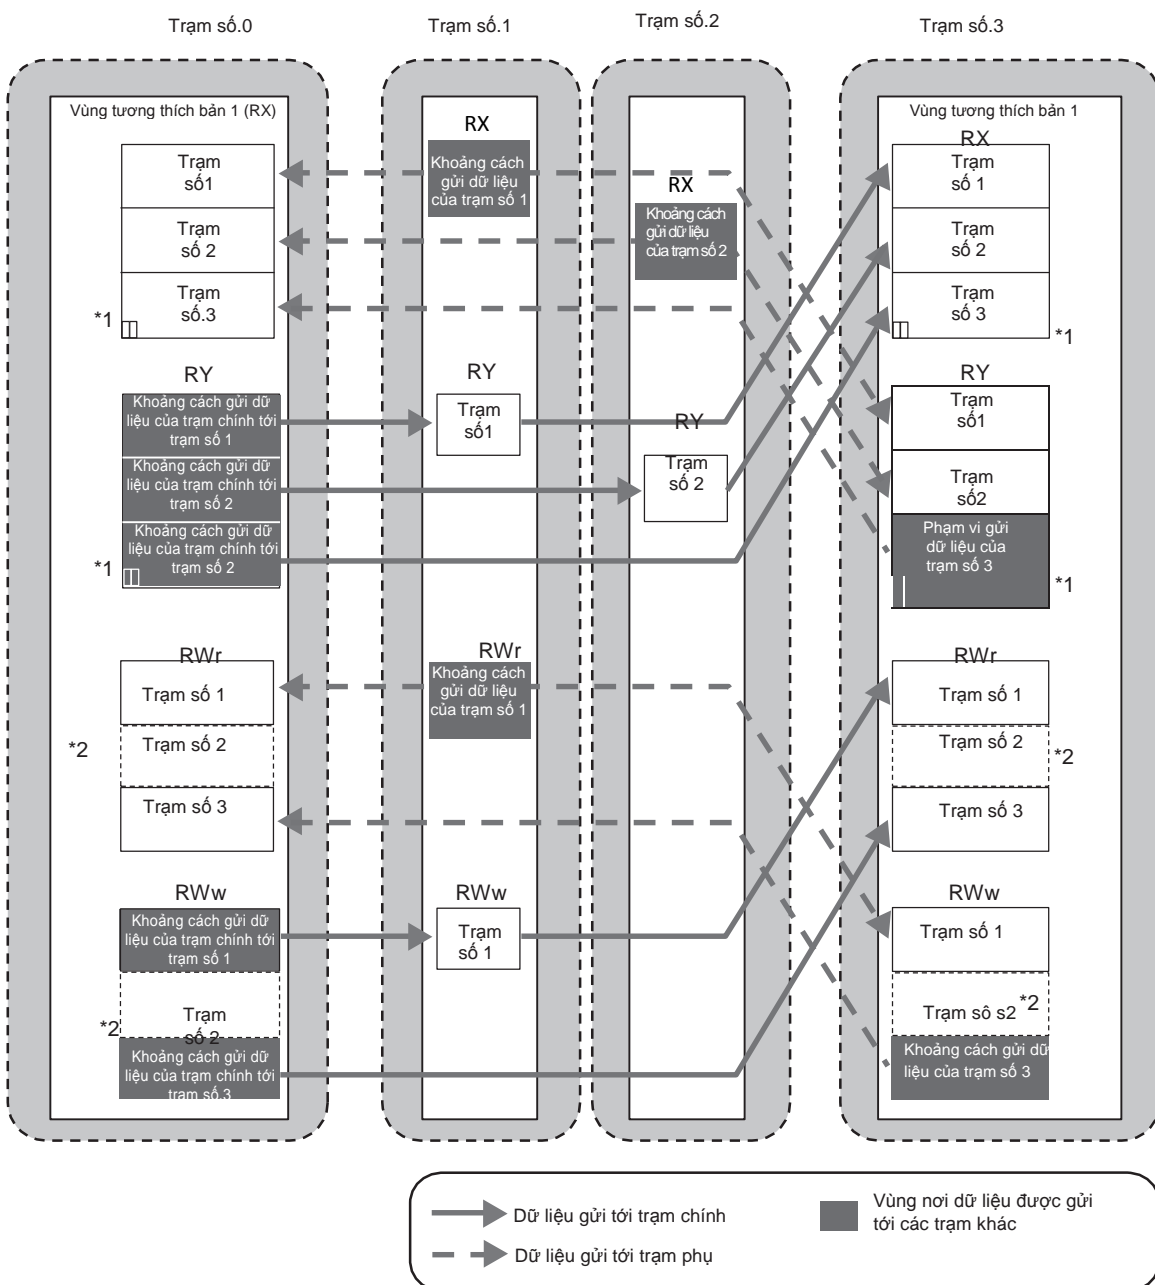 Trạm số.0
Trạm số.1
Trạm số.2
Trạm số.3
Vùng tương thích bản 1 (RX)
Trạm
số1
Trạm
số 2
Trạm
số.3
*1
RY
Khoảng cách gửi dữ
liệu của trạm chính tới
trạm số 1
Khoảng cách gửi dữ
liệu của trạm chính tới
trạm số 2
Khoảng cách gửi dữ
liệu của trạm chính tới
trạm số 2
*1
RWr
Trạm số 1
Trạm số 2
*2
Trạm số 3
RWw
Khoảng cách gửi dữ
liệu của trạm chính tới
trạm số 1
Trạm
số 2
*2
Khoảng cách gửi dữ
liệu của trạm chính tới
trạm số.3
RX
Khoảng cách
gửi dữ liệu
của trạm số 1
RY
Trạm
số1
RWr
Khoảng cách
gửi dữ liệu
của trạm số 1
RWw
Trạm
số 1
RX
Khoảng cách
gửi dữ liệu
của trạm số 2
RY
Trạm
số 2
Vùng tương thích bản 1
RX
Trạm
số 1
Trạm
số 2
Trạm
số 3
*1
RY
Trạm
số1
Trạm
số2
Phạm vi gửi
dữ liệu của
trạm số 3
*1
RWr
Trạm số 1
Trạm số 2
*2
Trạm số 3
RWw
Trạm số 1
Trạm sô s2
*2
Khoảng cách gửi dữ
liệu của trạm số 3
Dữ liệu gửi tới trạm chính
Dữ liệu gửi tới trạm phụ
Vùng nơi dữ liệu được gửi
tới các trạm khác